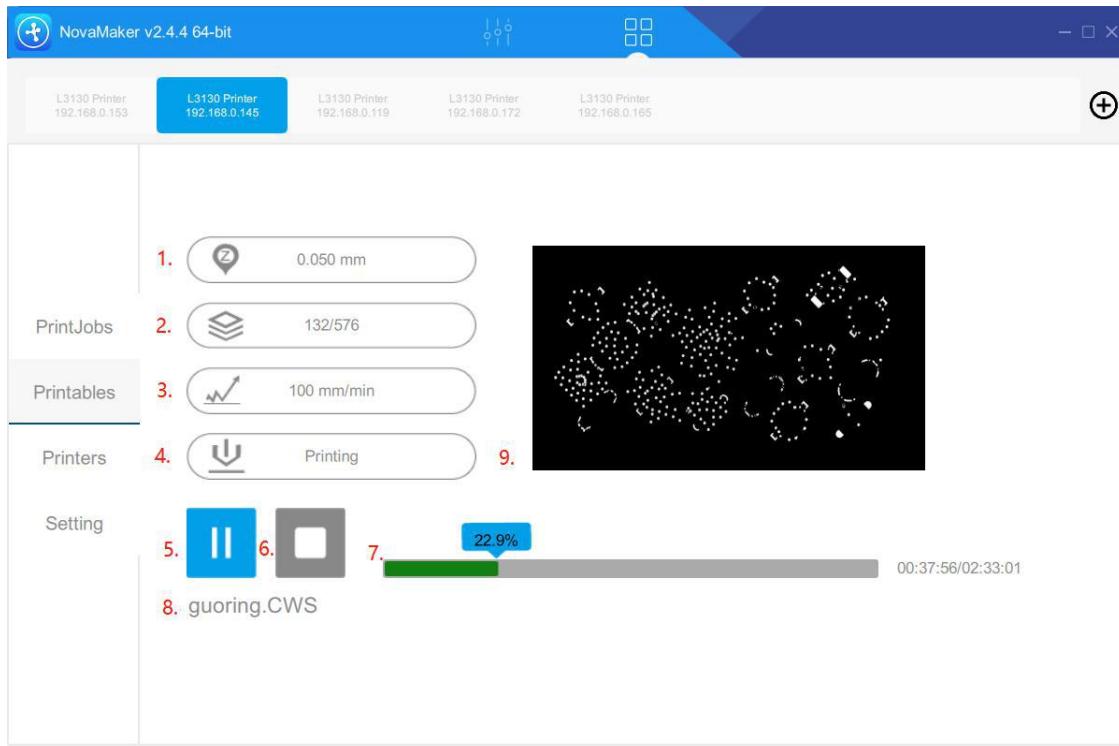 NovaMaker v2.4.4 64-bit
L3130 Printer
192.168.0.153
L3130 Printer
192.168.0.145
L3130 Printer
192.168.0.119
L3130 Printer
192.168.0.172
L3130 Printer
192.168.0.165
PrintJobs
Printables
Printers
Setting
1.
0.050 mm
2.
132/576
3.
100 mm/min
4.
Printing
9.
5.
6.
7.
22.9%
00:37:56/02:33:01
8. guoring.CWS